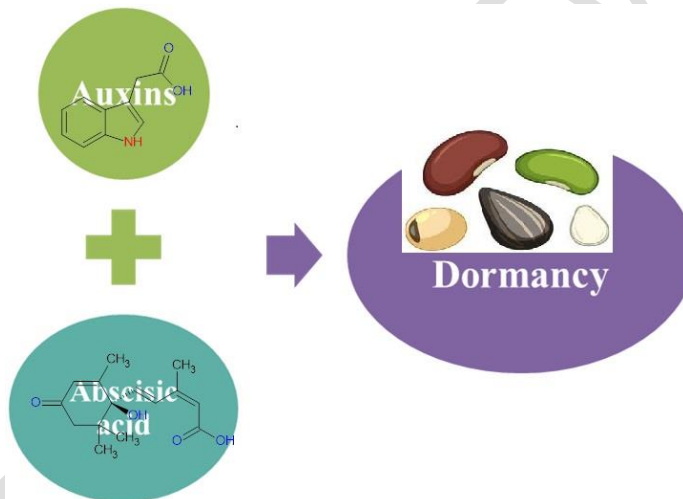 O
Auxins
OH
NH
Dormancy
CH₃
CH₃
Abscisic
O
OH
acid
CH₃
CH₃
O
OH